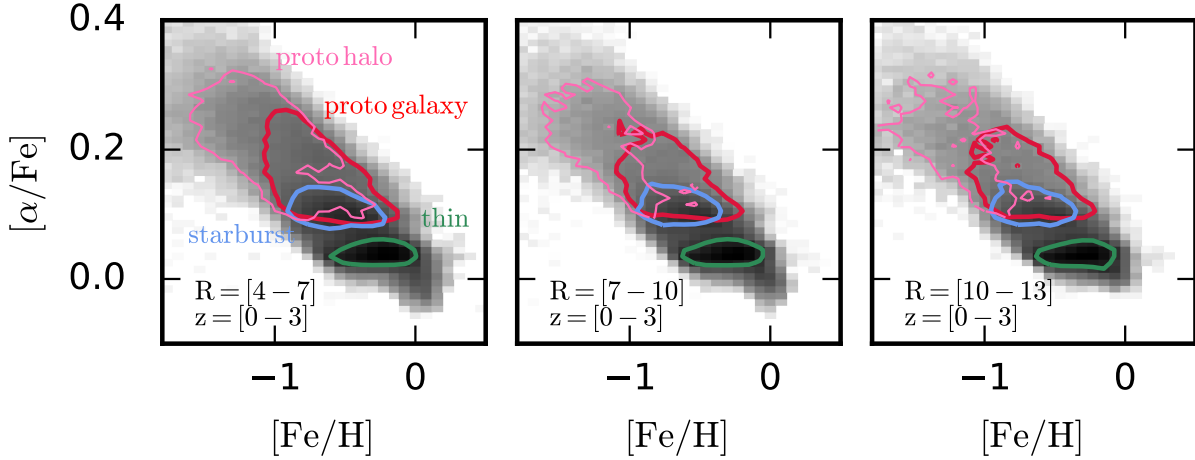 0.4
0.2
0.0
[α/Fe]
proto halo
proto galaxy
starburst
thin
R = [4 − 7]
z = [0 − 3]
R = [7 − 10]
z = [0 − 3]
R = [10 − 13]
z = [0 − 3]
−1 0
−1 0
−1 0
[Fe/H]
[Fe/H]
[Fe/H]